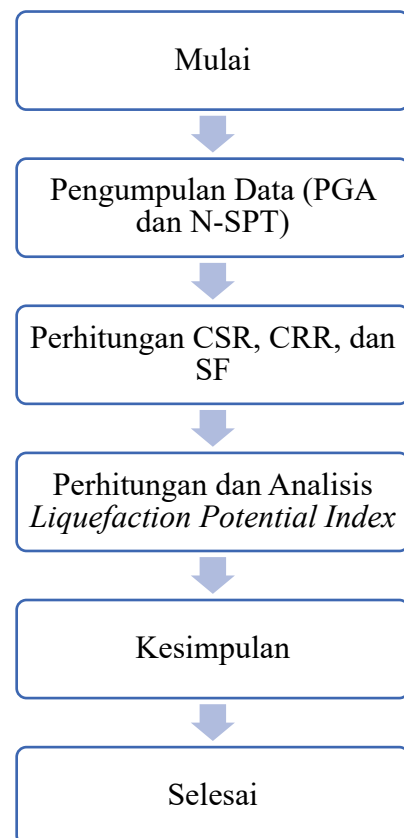 Mulai
Pengumpulan Data (PGA
dan N-SPT)
Perhitungan CSR, CRR, dan
SF
Perhitungan dan Analisis
Liquefaction Potential Index
Kesimpulan
Selesai